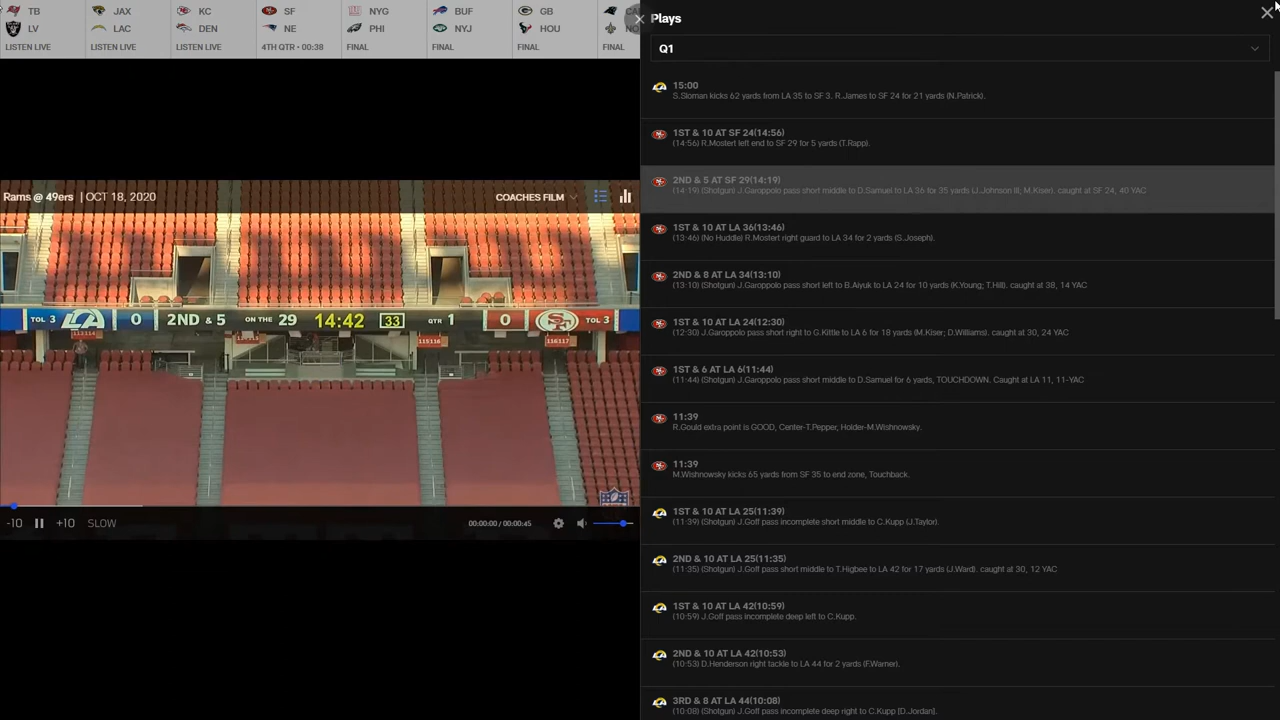 TB
LV
LISTEN LIVE
JAX
LAC
LISTEN LIVE
KC
DEN
LISTEN LIVE
SF
NE
4TH QTR • 00:38
NYG
PHI
FINAL
BUF
NYJ
FINAL
GB
HOU
FINAL
FINAL
Rams @ 49ers | OCT 18, 2020
COACHES FILM
TOL 3 0 2ND & 5 ON THE 29 14:42 33 QTR 1 0 TOL 3
113114
115116
116117
-10 +10 SLOW 00:00:00 / 00:00:45
Plays
Q1
15:00
S.Sloman kicks 62 yards from LA 35 to SF 3. R.James to SF 24 for 21 yards (N.Patrick).
1ST & 10 AT SF 24(14:56)
(14:56) R.Mostert left end to SF 29 for 5 yards (T.Rapp).
2ND & 5 AT SF 29(14:19)
(14:19) (Shotgun) J.Garoppolo pass short middle to D.Samuel to LA 36 for 35 yards (J.Johnson III; M.Kiser). caught at SF 24, 40 YAC
1ST & 10 AT LA 36(13:46)
(13:46) (No Huddle) R.Mostert right guard to LA 34 for 2 yards (S.Joseph).
2ND & 8 AT LA 34(13:10)
(13:10) (Shotgun) J.Garoppolo pass short left to B.Aiyuk to LA 24 for 10 yards (K.Young; T.Hill). caught at 38, 14 YAC
1ST & 10 AT LA 24(12:30)
(12:30) J.Garoppolo pass short right to G.Kittle to LA 6 for 18 yards (M.Kiser; D.Williams). caught at 30, 24 YAC
1ST & 6 AT LA 6(11:44)
(11:44) (Shotgun) J.Garoppolo pass short middle to D.Samuel for 6 yards, TOUCHDOWN. Caught at LA 11, 11-YAC
11:39
R.Gould extra point is GOOD, Center-T.Pepper, Holder-M.Wishnowsky.
11:39
M.Wishnowsky kicks 65 yards from SF 35 to end zone, Touchback.
1ST & 10 AT LA 25(11:39)
(11:39) (Shotgun) J.Goff pass incomplete short middle to C.Kupp (J.Taylor).
2ND & 10 AT LA 25(11:35)
(11:35) (Shotgun) J.Goff pass short middle to T.Higbee to LA 42 for 17 yards (J.Ward). caught at 30, 12 YAC
1ST & 10 AT LA 42(10:59)
(10:59) J.Goff pass incomplete deep left to C.Kupp.
2ND & 10 AT LA 42(10:53)
(10:53) D.Henderson right tackle to LA 44 for 2 yards (F.Warner).
3RD & 8 AT LA 44(10:08)
(10:08) (Shotgun) J.Goff pass incomplete deep right to C.Kupp [D.Jordan].